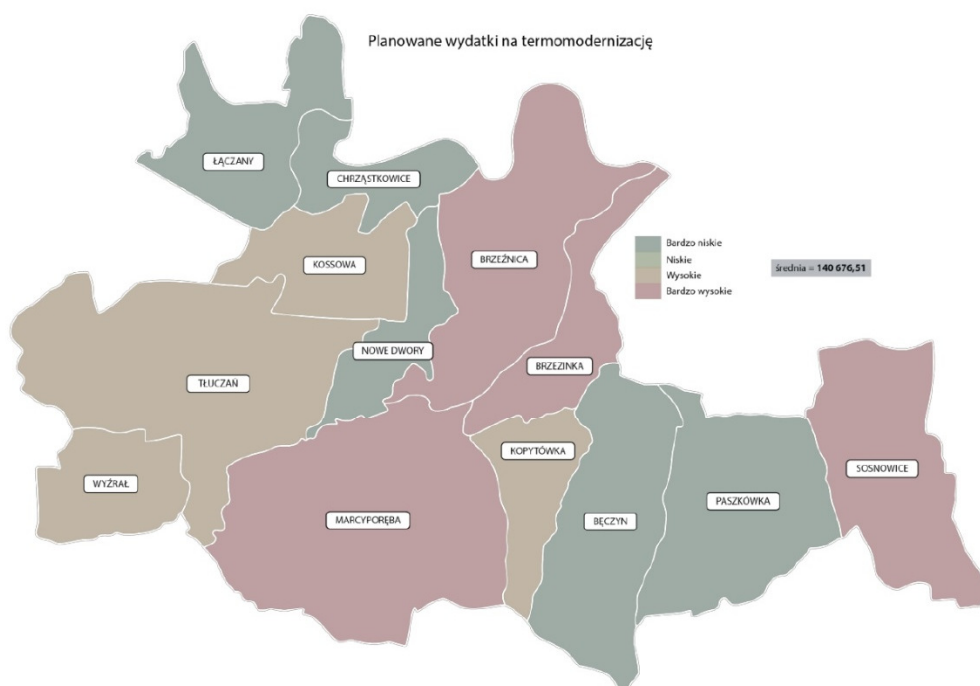 Planowane wydatki na termomodernizację
ŁĄCZANY
CHRZĄSTKOWICE
KOSSOWA
BRZEŹNICA
Bardzo niskie
Niskie
Wysokie
Bardzo wysokie
średnia = 140 676,51
NOWE DWORY
BRZEZINKA
TŁUCZAŃ
KOPYTÓWKA
WYŹRAŁ
SOSNOWICE
MARCYPORĘBA
BĘCZYN
PASZKÓWKA